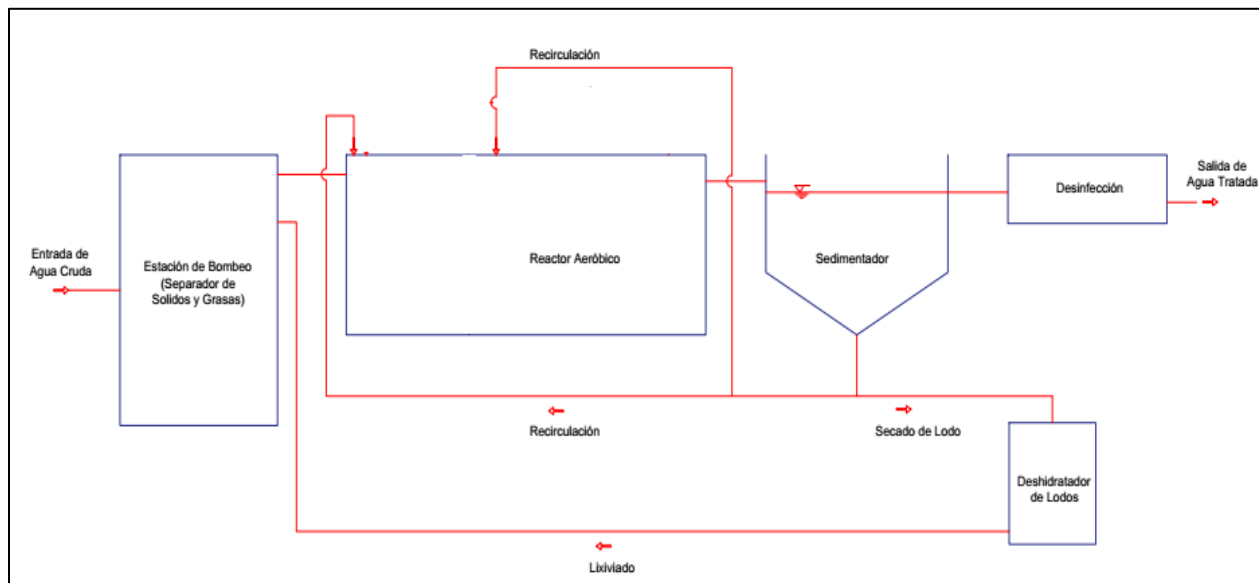 Recirculación
Entrada de
Agua Cruda
Estación de Bombeo
(Separador de
Solidos y Grasas)
Reactor Aeróbico
Sedimentador
Desinfección
Salida de
Agua Tratada
Recirculación
Secado de Lodo
Deshidratador
de Lodos
Lixiviado